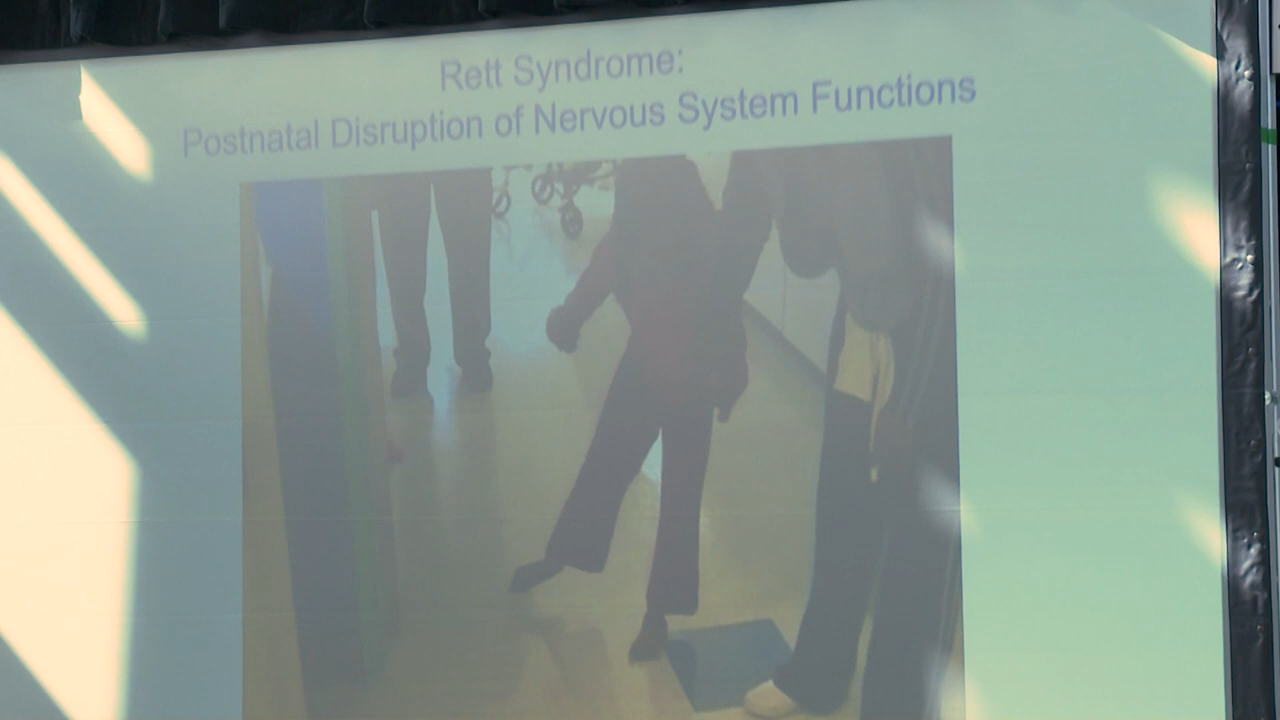 Rett Syndrome:
Postnatal Disruption of Nervous System Functions